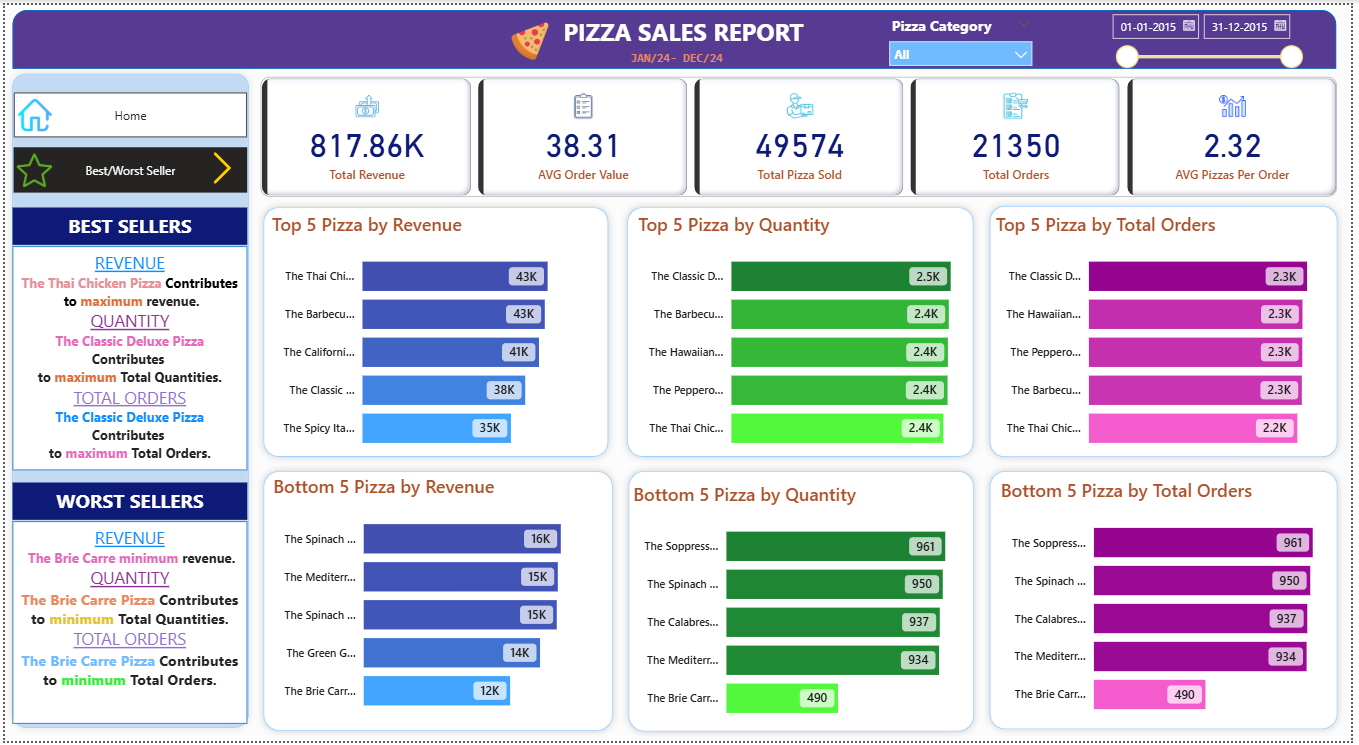 PIZZA SALES REPORT
JAN/24- DEC/24
Pizza Category
All
01-01-2015
31-12-2015
Home
Best/Worst Seller
817.86K
Total Revenue
38.31
AVG Order Value
49574
Total Pizza Sold
21350
Total Orders
2.32
AVG Pizzas Per Order
BEST SELLERS
REVENUE
The Thai Chicken Pizza Contributes
to maximum revenue.
QUANTITY
The Classic Deluxe Pizza
Contributes
to maximum Total Quantities.
TOTAL ORDERS
The Classic Deluxe Pizza
Contributes
to maximum Total Orders.
WORST SELLERS
REVENUE
The Brie Carre minimum revenue.
QUANTITY
The Brie Carre Pizza Contributes
to minimum Total Quantities.
TOTAL ORDERS
The Brie Carre Pizza Contributes
to minimum Total Orders.
Top 5 Pizza by Revenue
The Thai Chi... 43K
The Barbecu... 43K
The Californi... 41K
The Classic ... 38K
The Spicy Ita... 35K
Top 5 Pizza by Quantity
The Classic D... 2.5K
The Barbecu... 2.4K
The Hawaiian... 2.4K
The Peppero... 2.4K
The Thai Chic... 2.4K
Top 5 Pizza by Total Orders
The Classic D... 2.3K
The Hawaiian... 2.3K
The Peppero... 2.3K
The Barbecu... 2.3K
The Thai Chic... 2.2K
Bottom 5 Pizza by Revenue
The Spinach ... 16K
The Mediterr... 15K
The Spinach ... 15K
The Green G... 14K
The Brie Carr... 12K
Bottom 5 Pizza by Quantity
The Soppress... 961
The Spinach ... 950
The Calabres... 937
The Mediterr... 934
The Brie Carr... 490
Bottom 5 Pizza by Total Orders
The Soppress... 961
The Spinach ... 950
The Calabres... 937
The Mediterr... 934
The Brie Carr... 490